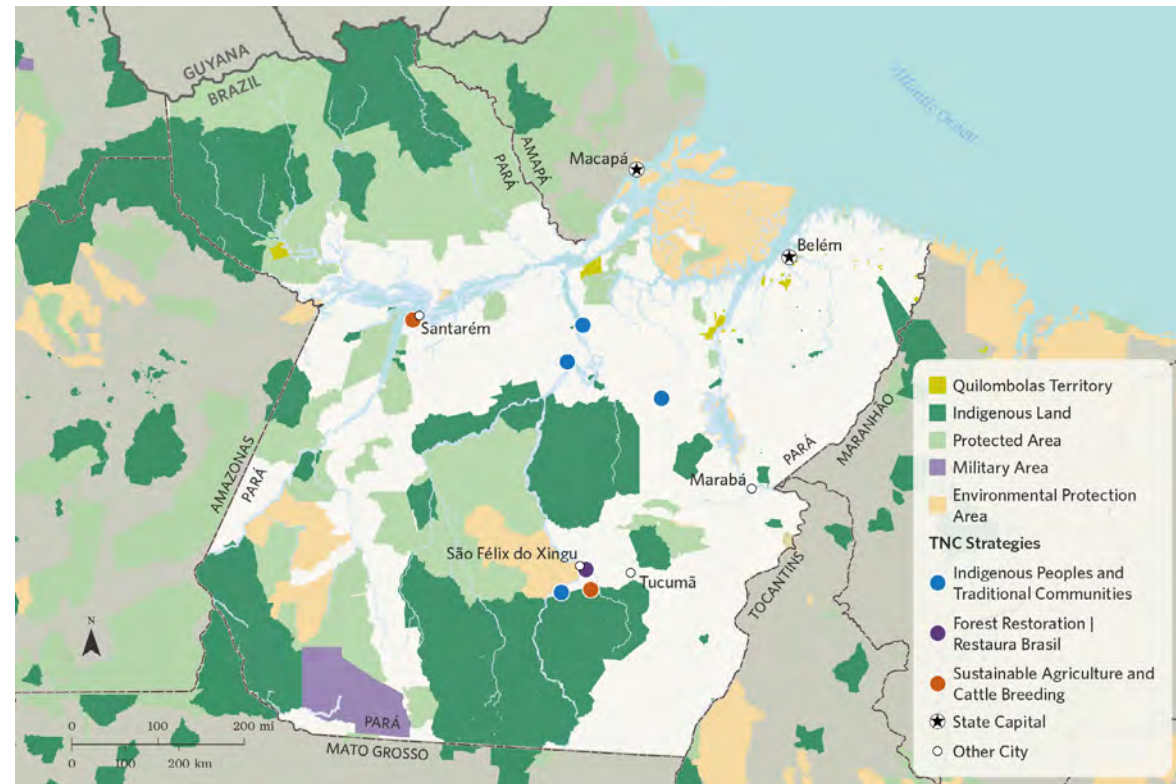 GUYANA
BRAZIL
Atlantic Ocean
AMAPÁ
PARÁ
Macapá
Belém
Santarém
AMAZONAS
PARÁ
PARÁ
MARANHÃO
Marabá
São Félix do Xingu
Tucumã
TOCANTINS
N
0 100 200 mi
0 100 200 km
PARÁ
MATO GROSSO
Quilombolas Territory
Indigenous Land
Protected Area
Military Area
Environmental Protection
Area
TNC Strategies
Indigenous Peoples and
Traditional Communities
Forest Restoration |
Restaura Brasil
Sustainable Agriculture and
Cattle Breeding
State Capital
Other City